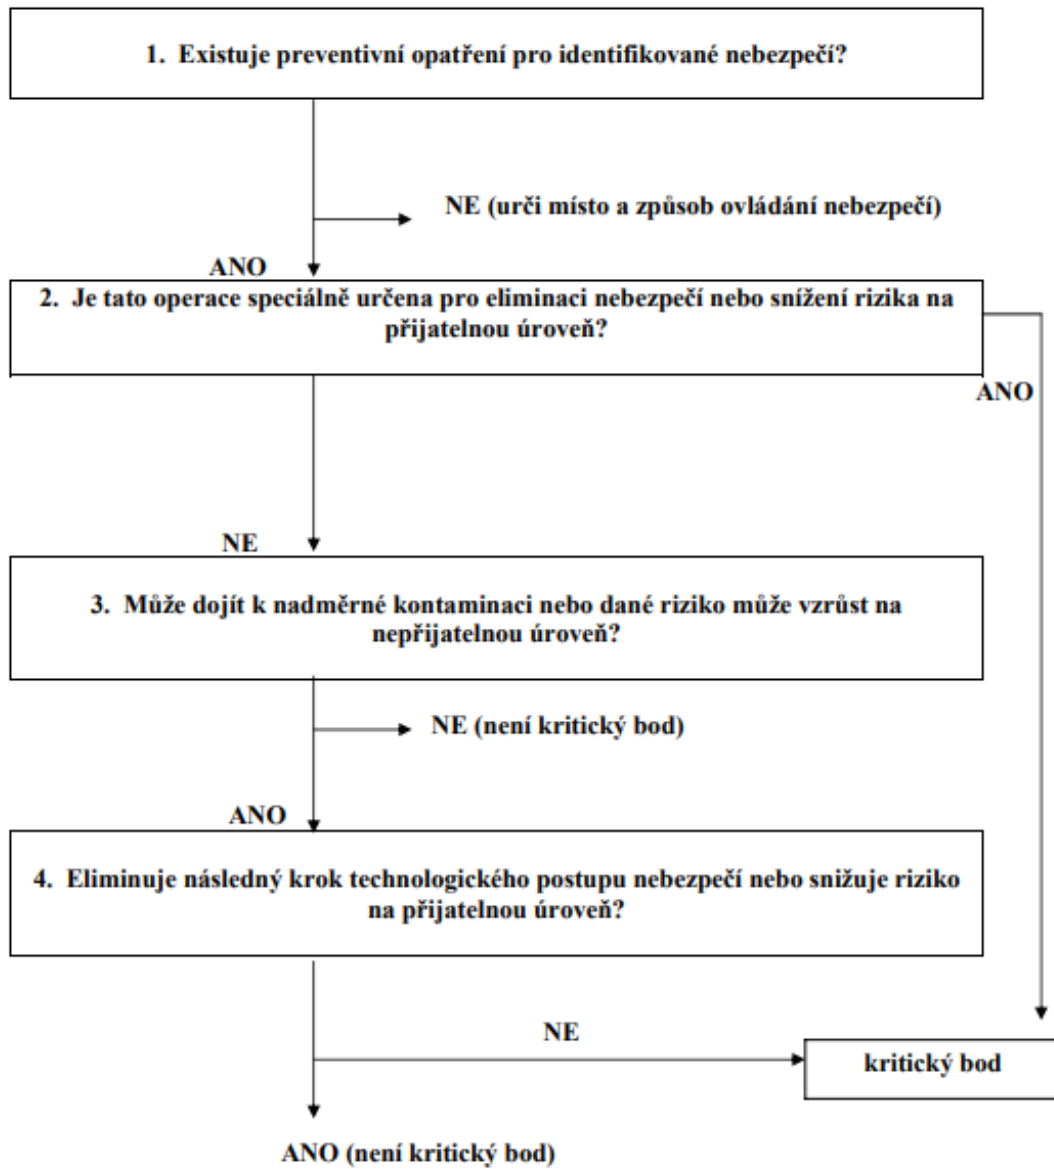 1. Existuje preventivní opatření pro identifikované nebezpečí?
NE (urči místo a způsob ovládání nebezpečí)
ANO
2. Je tato operace speciálně určena pro eliminaci nebezpečí nebo snížení rizika na
přijatelnou úroveň?
ANO
NE
3. Může dojít k nadměrné kontaminaci nebo dané riziko může vzrůst na
nepřijatelnou úroveň?
NE (není kritický bod)
ANO
4. Eliminuje následný krok technologického postupu nebezpečí nebo snižuje riziko
na přijatelnou úroveň?
NE
kritický bod
ANO (není kritický bod)